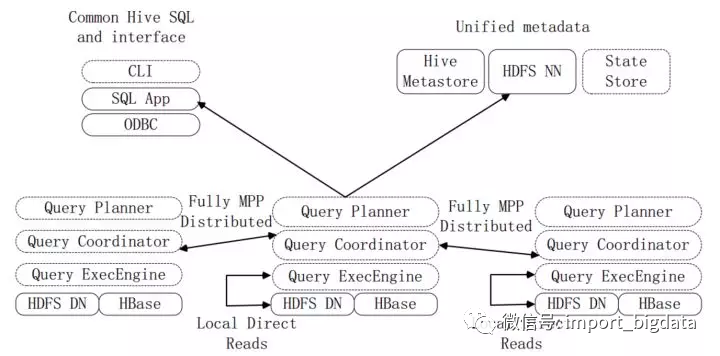 Common Hive SQL
and interface
CLI
SQL App
ODBC
Unified metadata
Hive
Metastore
HDFS NN
State
Store
Query Planner
Query Coordinator
Query ExecEngine
HDFS DN
HBase
Fully MPP
Distributed
Query Planner
Query Coordinator
Query ExecEngine
HDFS DN
HBase
Local Direct
Reads
Fully MPP
Distributed
Query Planner
Query Coordinator
Query ExecEngine
HDFS DN
HBase
Reads
微信号: import_bigdata